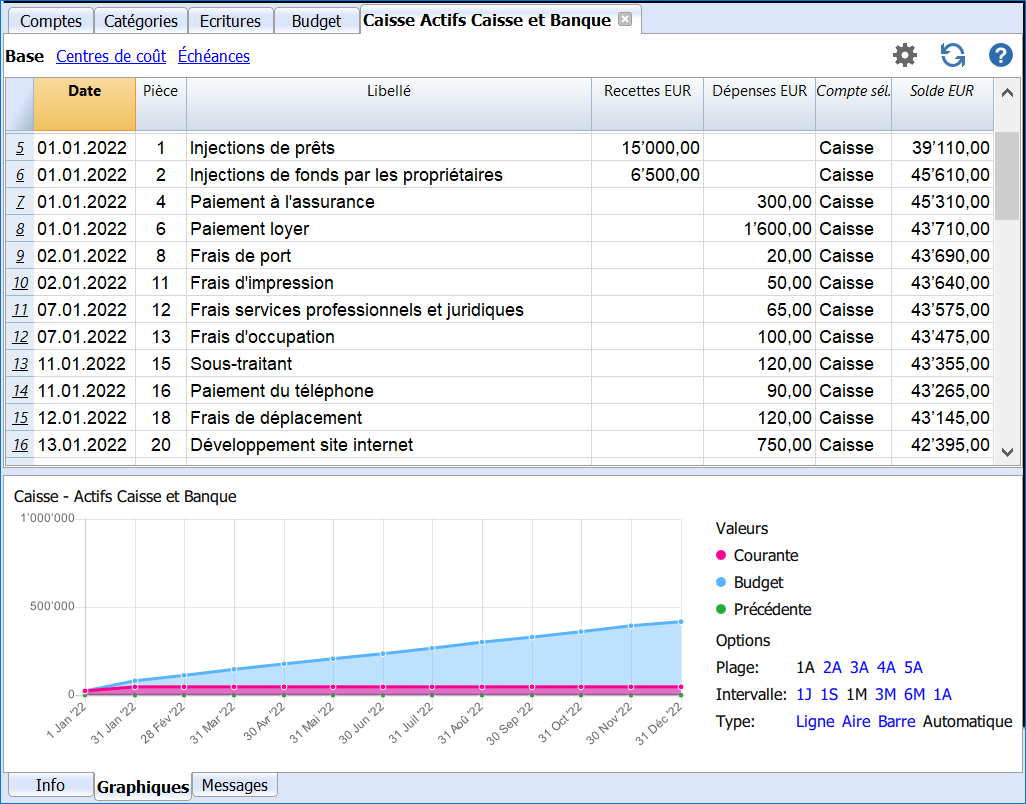 Comptes Catégories Ecritures Budget Caisse Actifs Caisse et Banque
Base Centres de coût Échéances
Date Pièce Libellé Recettes EUR Dépenses EUR Compte sél. Solde EUR
5 01.01.2022 1 Injections de prêts 15’000,00 Caisse 39’110,00
6 01.01.2022 2 Injections de fonds par les propriétaires 6’500,00 Caisse 45’610,00
7 01.01.2022 4 Paiement à l'assurance 300,00 Caisse 45’310,00
8 01.01.2022 6 Paiement loyer 1’600,00 Caisse 43’710,00
9 02.01.2022 8 Frais de port 20,00 Caisse 43’690,00
10 02.01.2022 11 Frais d'impression 50,00 Caisse 43’640,00
11 07.01.2022 12 Frais services professionnels et juridiques 65,00 Caisse 43’575,00
12 07.01.2022 13 Frais d'occupation 100,00 Caisse 43’475,00
13 11.01.2022 15 Sous-traitant 120,00 Caisse 43’355,00
14 11.01.2022 16 Paiement du téléphone 90,00 Caisse 43’265,00
15 12.01.2022 18 Frais de déplacement 120,00 Caisse 43’145,00
16 13.01.2022 20 Développement site internet 750,00 Caisse 42’395,00
Caisse - Actifs Caisse et Banque
1'000'000
500'000
0
1 Jan '22 31 Jan '22 28 Fév '22 31 Mar '22 30 Avr '22 31 Mai '22 30 Jun '22 31 Juil '22 31 Aoû '22 30 Sep '22 31 Oct '22 30 Nov '22 31 Déc '22
Valeurs
Courante
Budget
Précédente
Options
Plage: 1A 2A 3A 4A 5A
Intervalle: 1J 1S 1M 3M 6M 1A
Type: Ligne Aire Barre Automatique
Info Graphiques Messages